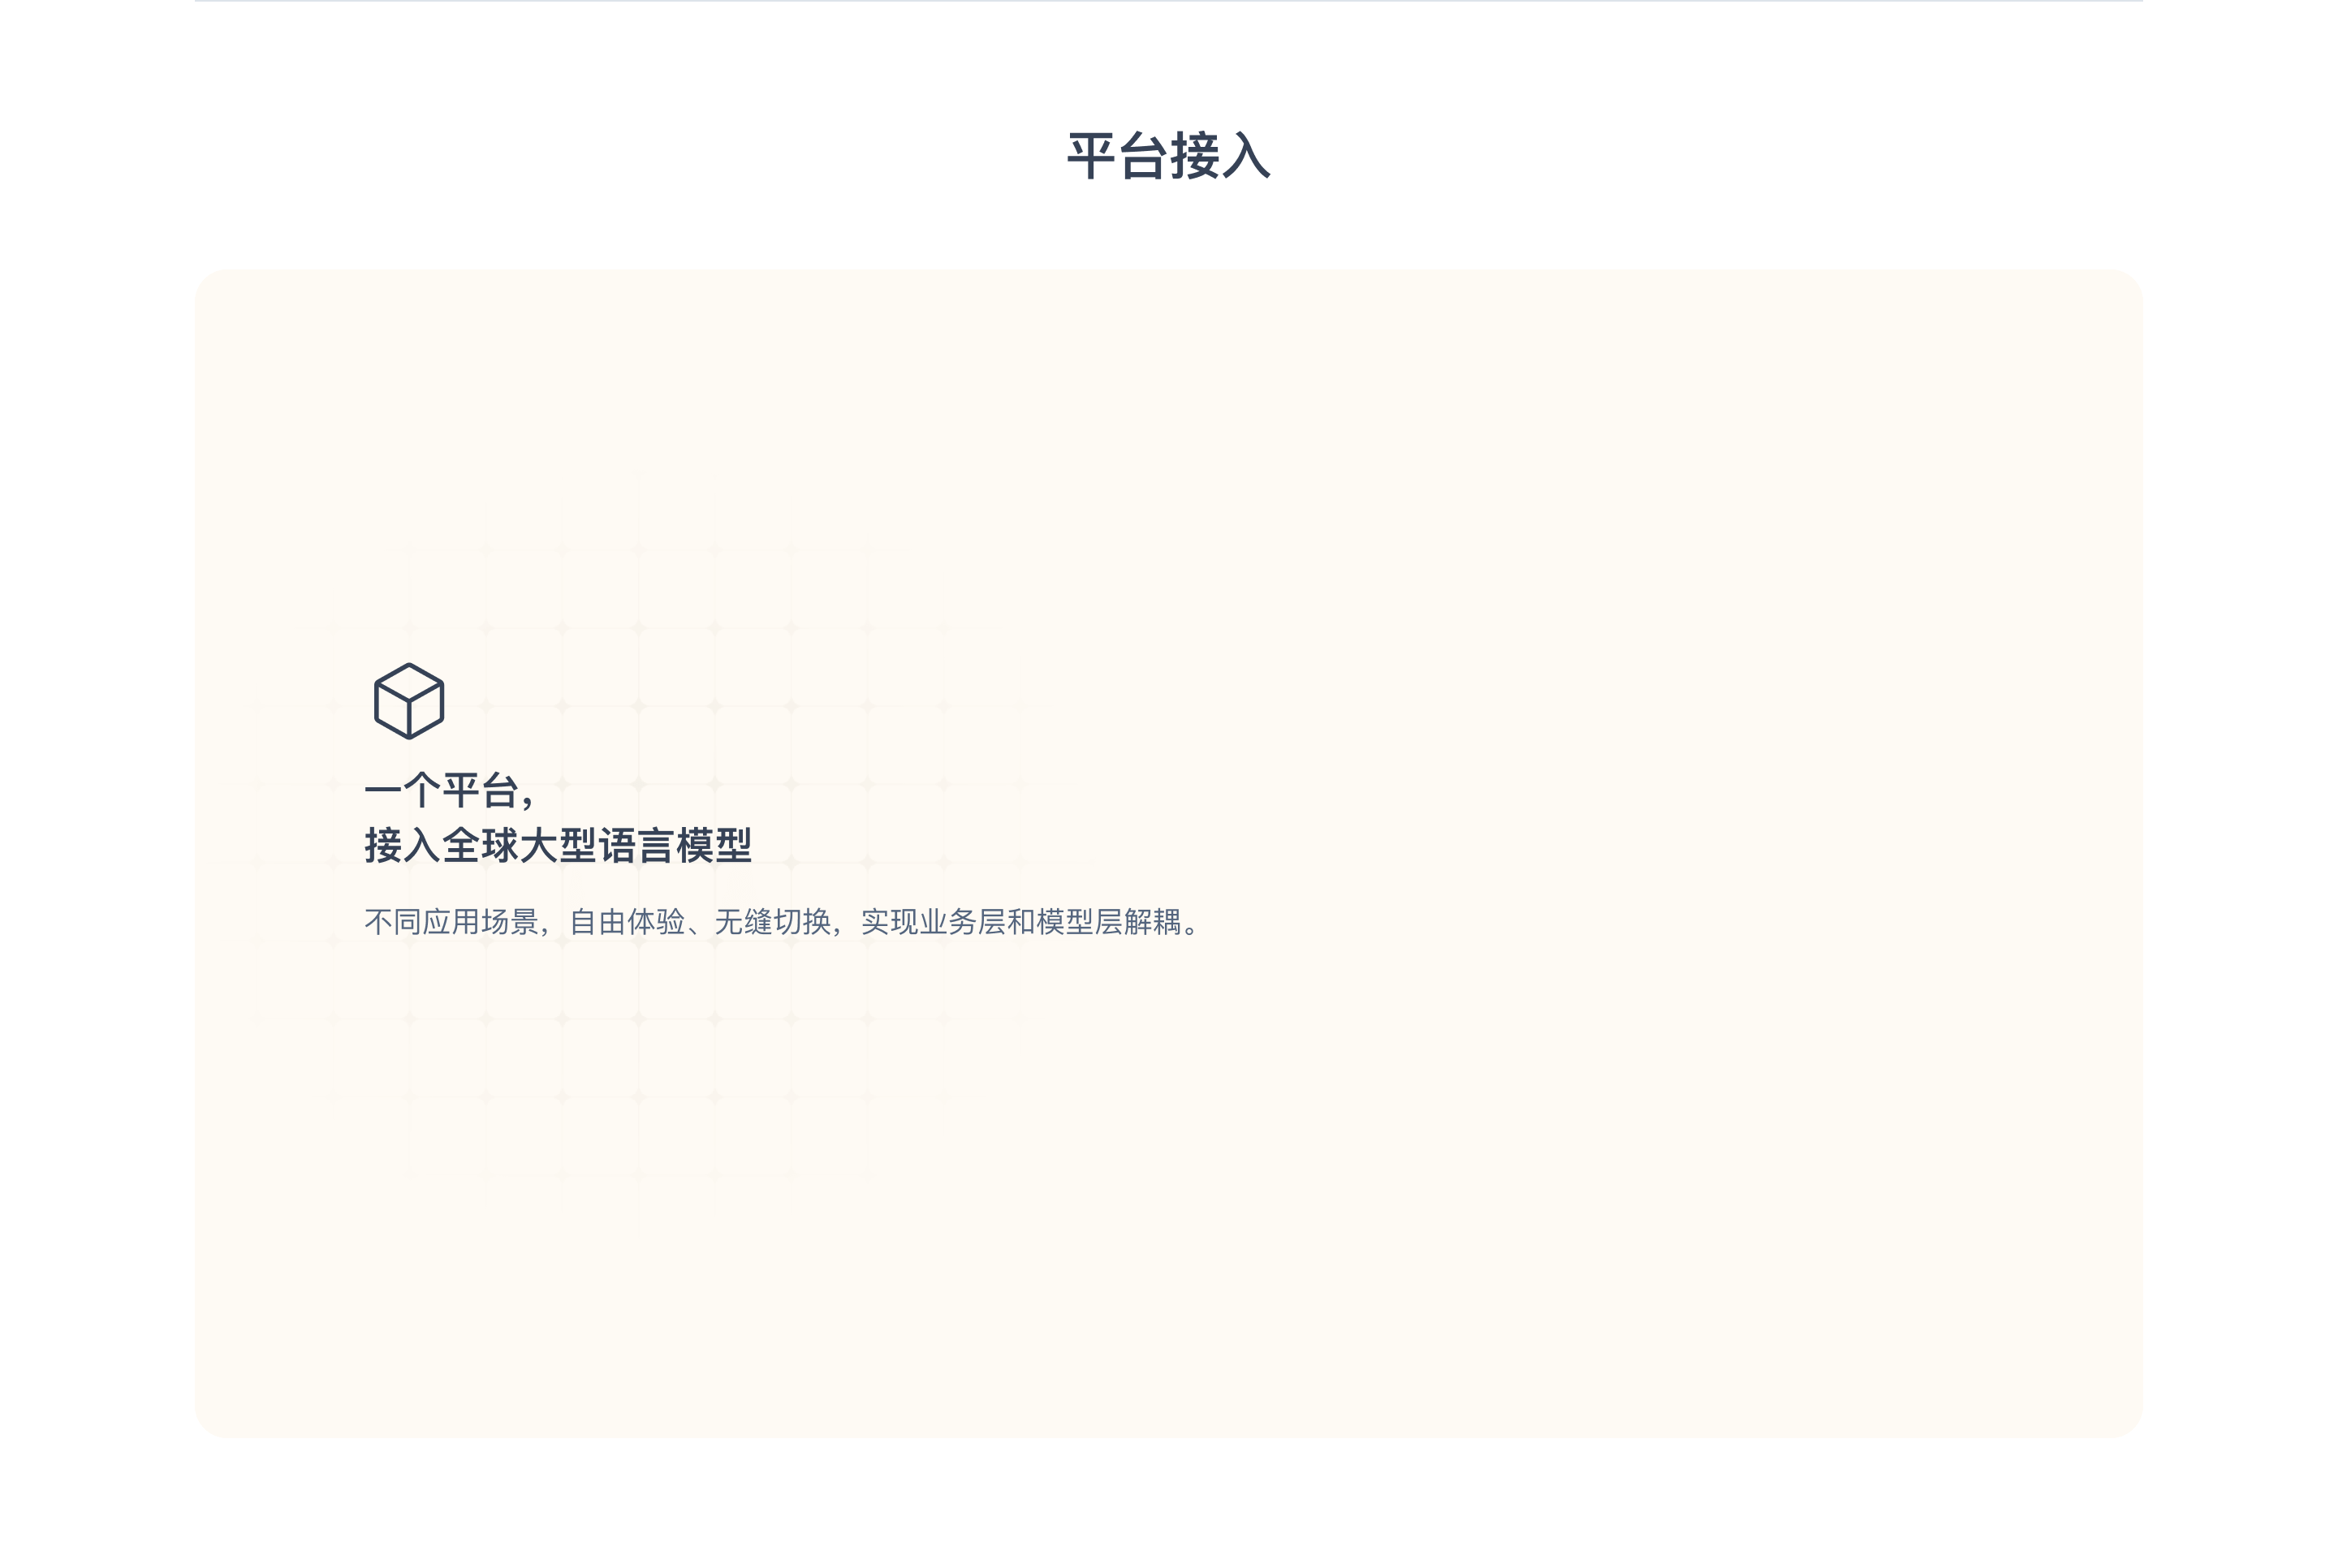 平台接入
一个平台，
接入全球大型语言模型
不同应用场景，自由体验、无缝切换，实现业务层和模型层解耦。